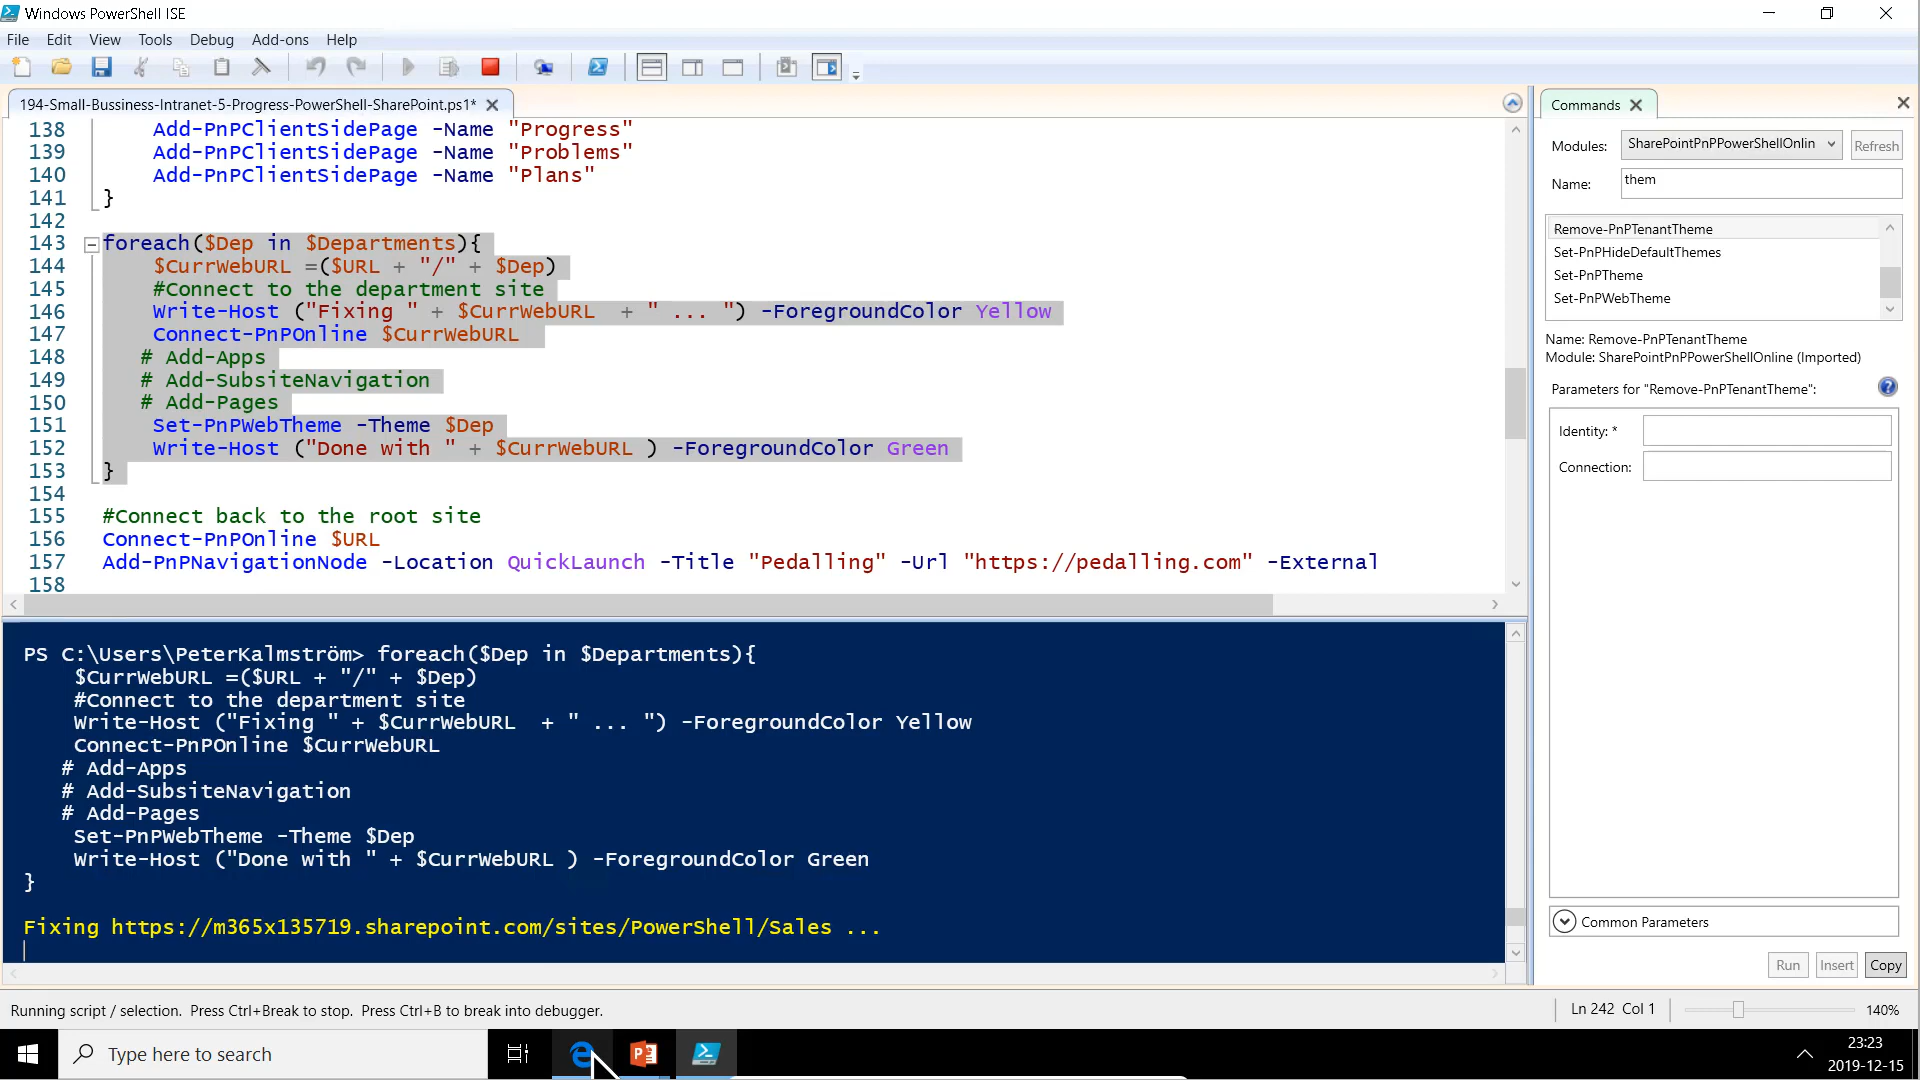 Windows PowerShell ISE
File Edit View Tools Debug Add-ons Help
194-Small-Bussiness-Intranet-5-Progress-PowerShell-SharePoint.ps1*
138 Add-PnPClientSidePage -Name "Progress"
139 Add-PnPClientSidePage -Name "Problems"
140 Add-PnPClientSidePage -Name "Plans"
141 }
142
143 foreach($Dep in $Departments){
144 $CurrWebURL =($URL + "/" + $Dep)
145 #Connect to the department site
146 Write-Host ("Fixing " + $CurrWebURL  + " ... ") -ForegroundColor Yellow
147 Connect-PnPOnline $CurrWebURL
148 # Add-Apps
149 # Add-SubsiteNavigation
150 # Add-Pages
151 Set-PnPWebTheme -Theme $Dep
152 Write-Host ("Done with " + $CurrWebURL ) -ForegroundColor Green
153 }
154
155 #Connect back to the root site
156 Connect-PnPOnline $URL
157 Add-PnPNavigationNode -Location QuickLaunch -Title "Pedalling" -Url "https://pedalling.com" -External
158
PS C:\Users\PeterKalmström> foreach($Dep in $Departments){
$CurrWebURL =($URL + "/" + $Dep)
#Connect to the department site
Write-Host ("Fixing " + $CurrWebURL  + " ... ") -ForegroundColor Yellow
Connect-PnPOnline $CurrWebURL
# Add-Apps
# Add-SubsiteNavigation
# Add-Pages
Set-PnPWebTheme -Theme $Dep
Write-Host ("Done with " + $CurrWebURL ) -ForegroundColor Green
}
Fixing https://m365x135719.sharepoint.com/sites/PowerShell/Sales ...
Commands
Modules: SharePointPnPPowerShellOnlin Refresh
Name: them
Remove-PnPTenantTheme
Set-PnPHideDefaultThemes
Set-PnPTheme
Set-PnPWebTheme
Name: Remove-PnPTenantTheme
Module: SharePointPnPPowerShellOnline (Imported)
Parameters for "Remove-PnPTenantTheme":
Identity: *
Connection:
Common Parameters
Run Insert Copy
Running script / selection. Press Ctrl+Break to stop. Press Ctrl+B to break into debugger.
Ln 242 Col 1 140%
Type here to search
23:23
2019-12-15